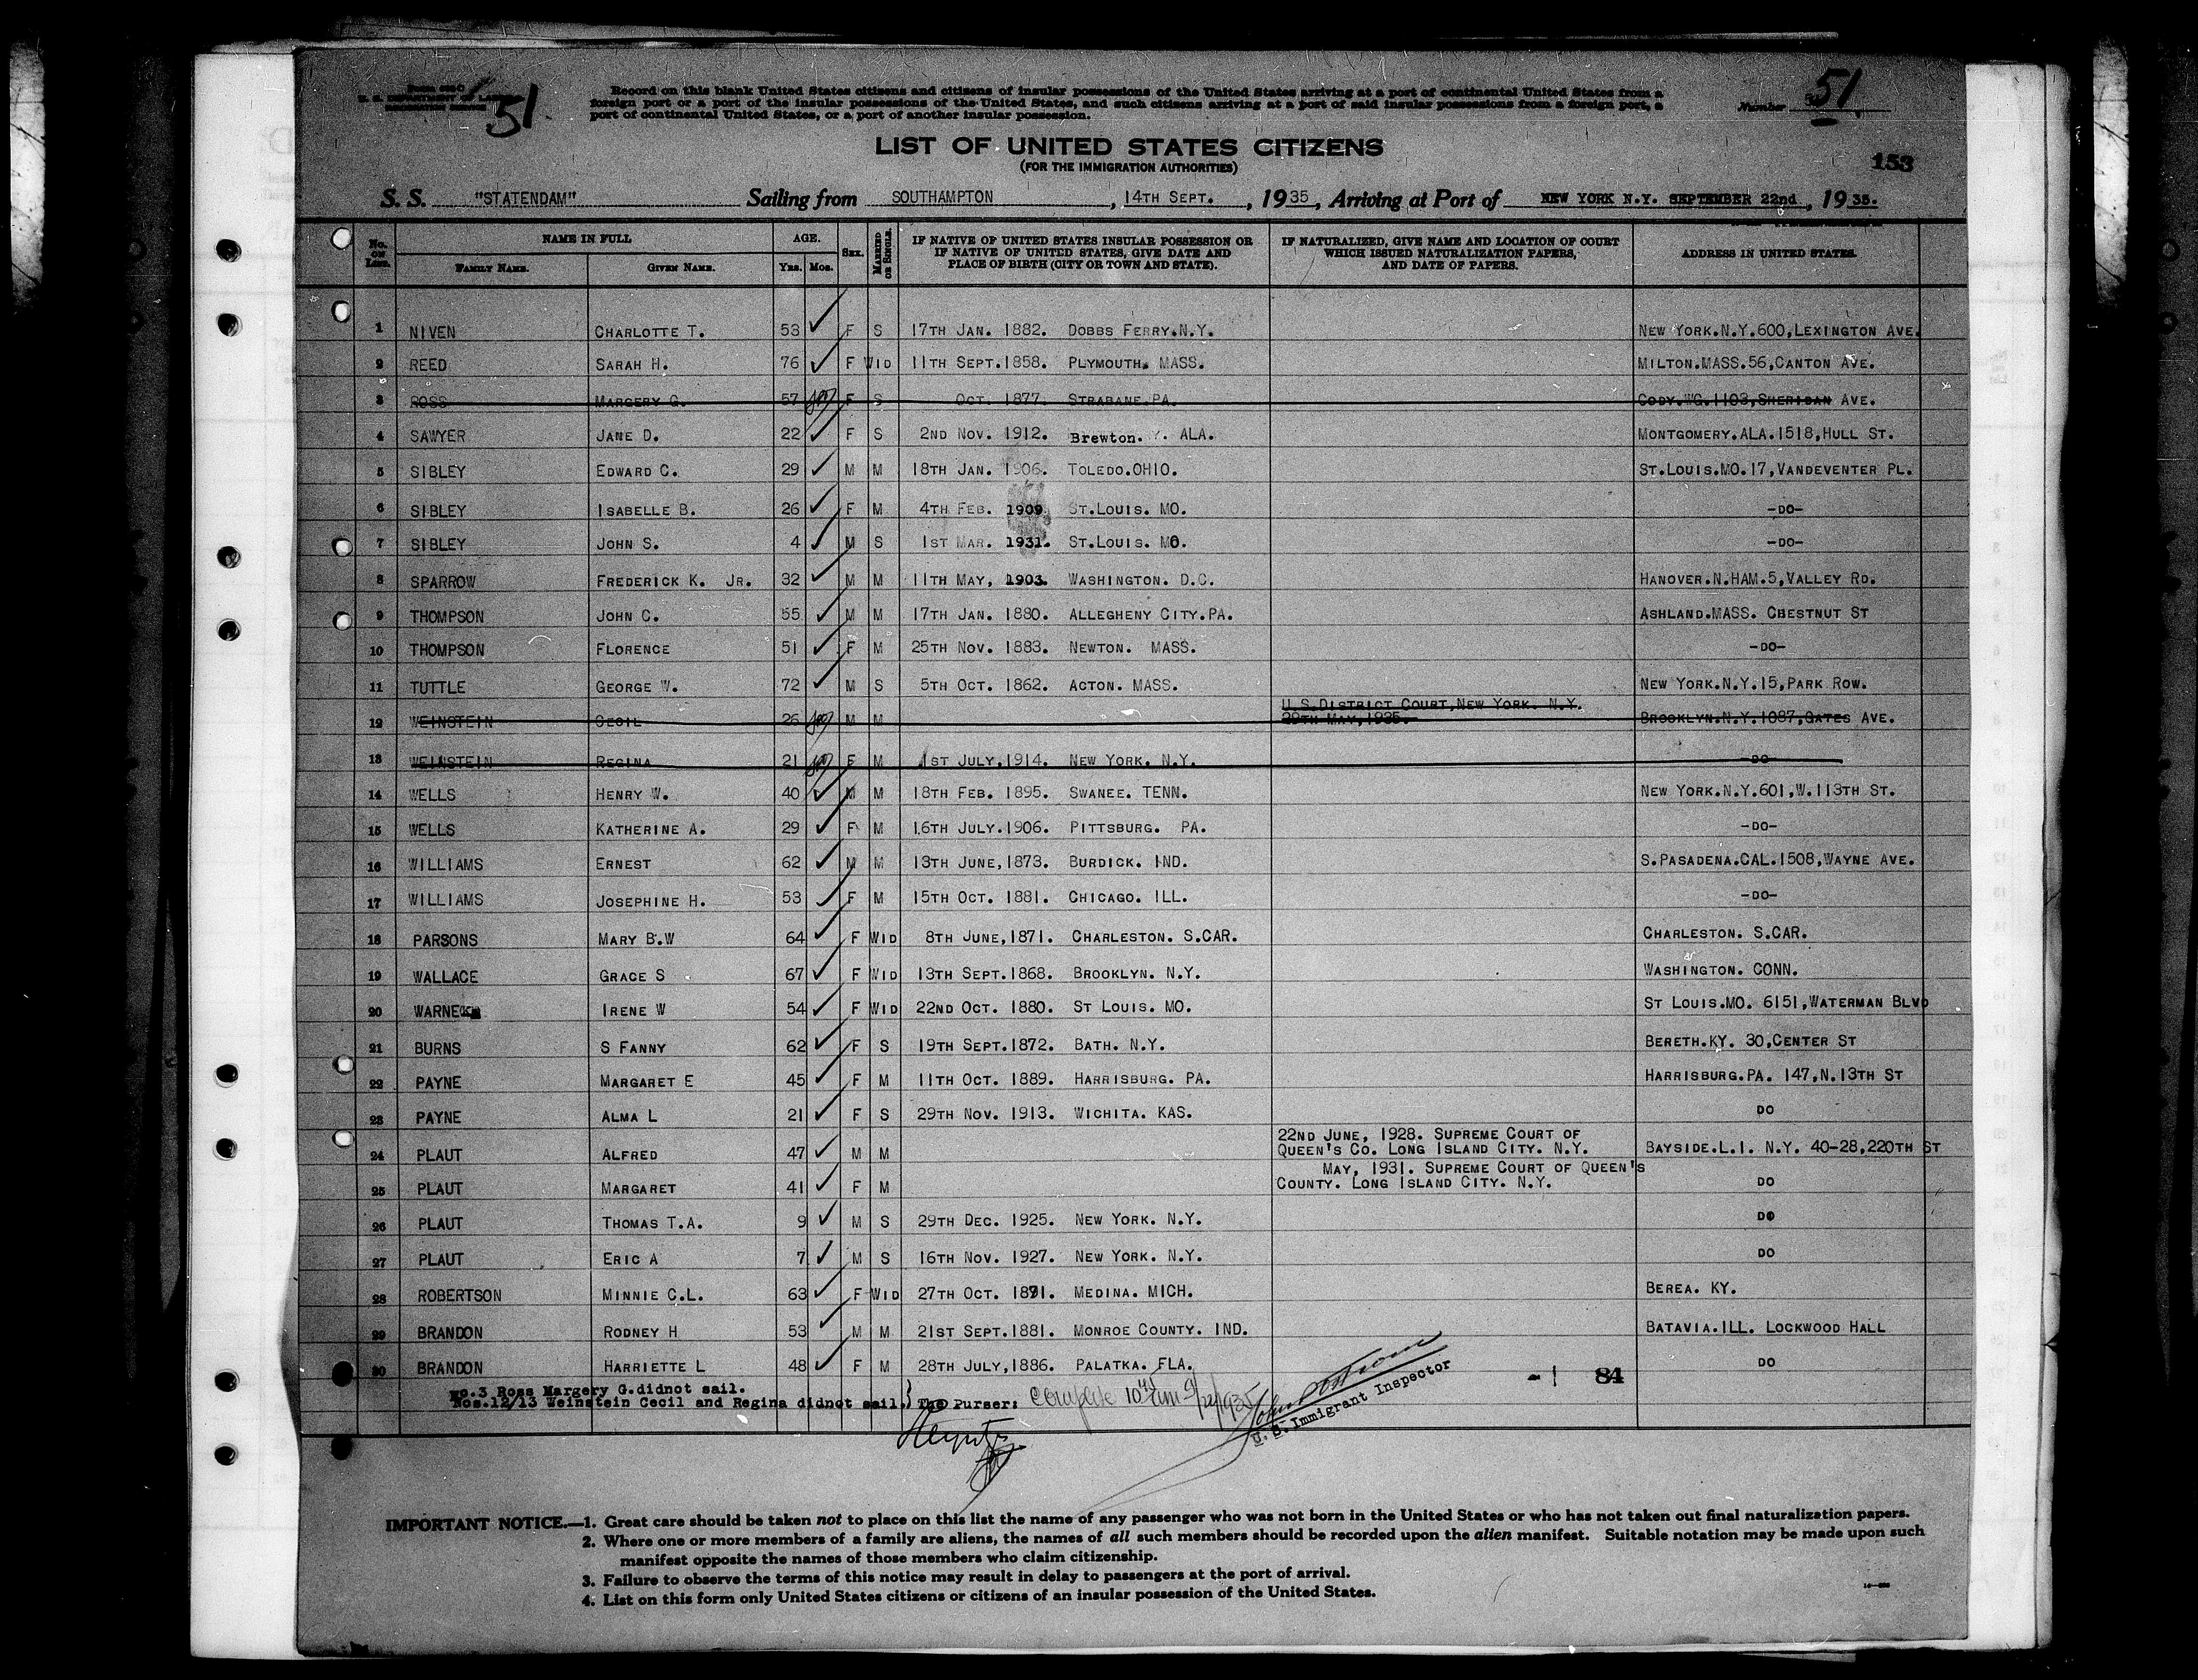 51.
Record on this blank United States citizens and citizens of insular possessions of the United States arriving at a port of continental United States from a
foreign port or a port of the insular possessions of the United States, and such citizens arriving at a port of said insular possessions from a foreign port, a
port of continental United States, or a port of another insular possession.
Number 51.
LIST OF UNITED STATES CITIZENS
(FOR THE IMMIGRATION AUTHORITIES)
153
S. S. "STATENDAM" Sailing from SOUTHAMPTON, 14TH SEPT., 1935, Arriving at Port of NEW YORK N.Y. SEPTEMBER 22nd, 1935.
No. ON LIST. NAME IN FULL FAMILY NAME. GIVEN NAME. AGE. Yrs. Mos. SEX. MARRIED OR SINGLE. IF NATIVE OF UNITED STATES INSULAR POSSESSION OR IF NATIVE OF UNITED STATES, GIVE DATE AND PLACE OF BIRTH (CITY OR TOWN AND STATE). IF NATURALIZED, GIVE NAME AND LOCATION OF COURT WHICH ISSUED NATURALIZATION PAPERS, AND DATE OF PAPERS. ADDRESS IN UNITED STATES.
1 NIVEN CHARLOTTE T. 53 F S 17TH JAN. 1882. DOBBS FERRY.N.Y. NEW YORK.N.Y.600,LEXINGTON AVE.
2 REED SARAH H. 76 F WID 11TH SEPT.1858. PLYMOUTH. MASS. MILTON.MASS.56,CANTON AVE.
3 ROSS MARGERY G. 57 F S OCT. 1877. STRABANE.PA. CODY.WG.1103,SHERIDAN AVE.
4 SAWYER JANE D. 22 F S 2ND NOV. 1912. Brewton. ALA. MONTGOMERY.ALA.1518,HULL ST.
5 SIBLEY EDWARD C. 29 M M 18TH JAN. 1906. TOLEDO.OHIO. ST.LOUIS.MO.17,VANDEVENTER PL.
6 SIBLEY ISABELLE B. 26 F M 4TH FEB. 1909 ST.LOUIS. MO. -DO-
7 SIBLEY JOHN S. 4 M S 1ST MAR. 1931. ST.LOUIS. MO. -DO-
8 SPARROW FREDERICK K. JR. 32 M M 11TH MAY, 1903. WASHINGTON. D.C. HANOVER.N.HAM.5,VALLEY RD.
9 THOMPSON JOHN C. 55 M M 17TH JAN. 1880. ALLEGHENY CITY.PA. ASHLAND.MASS. CHESTNUT ST
10 THOMPSON FLORENCE 51 F M 25TH NOV. 1883. NEWTON. MASS. -DO-
11 TUTTLE GEORGE W. 72 M S 5TH OCT. 1862. ACTON. MASS. NEW YORK.N.Y.15,PARK ROW.
12 WEINSTEIN CECIL 26 M M U.S.DISTRICT COURT,NEW YORK. N.Y. 29TH MAY,1935. BROOKLYN.N.Y.1087,GATES AVE.
13 WEINSTEIN REGINA 21 F M 1ST JULY,1914. NEW YORK. N.Y. -DO-
14 WELLS HENRY W. 40 M M 18TH FEB. 1895. SWANEE. TENN. NEW YORK.N.Y.601,W.113TH ST.
15 WELLS KATHERINE A. 29 F M 16TH JULY.1906. PITTSBURG. PA. -DO-
16 WILLIAMS ERNEST 62 M M 13TH JUNE,1873. BURDICK. IND. S.PASADENA.CAL.1508,WAYNE AVE.
17 WILLIAMS JOSEPHINE H. 53 F M 15TH OCT. 1881. CHICAGO. ILL. -DO-
18 PARSONS MARY B.W 64 F WID 8TH JUNE,1871. CHARLESTON. S.CAR. CHARLESTON. S.CAR.
19 WALLACE GRACE S 67 F WID 13TH SEPT.1868. BROOKLYN. N.Y. WASHINGTON. CONN.
20 IRENE W 54 F WID 22ND OCT. 1880. ST LOUIS. MO. ST LOUIS.MO. 6151,WATERMAN BLVD
21 BURNS S FANNY 62 F S 19TH SEPT.1872. BATH. N.Y. BERETH.KY. 30,CENTER ST
22 PAYNE MARGARET E 45 F M 11TH OCT. 1889. HARRISBURG. PA. HARRISBURG.PA. 147,N.13TH ST
23 PAYNE ALMA L 21 F S 29TH NOV. 1913. WICHITA. KAS. DO
24 PLAUT ALFRED 47 M M 22ND JUNE, 1928. SUPREME COURT OF QUEEN'S CO. LONG ISLAND CITY. N.Y. BAYSIDE.L.I. N.Y. 40-28,220TH ST
25 PLAUT MARGARET 41 F M MAY, 1931. SUPREME COURT OF QUEEN'S COUNTY. LONG ISLAND CITY. N.Y. DO
26 PLAUT THOMAS T.A. 9 M S 29TH DEC. 1925. NEW YORK. N.Y. DO
27 PLAUT ERIC A 7 M S 16TH NOV. 1927. NEW YORK. N.Y. DO
28 ROBERTSON MINNIE C.L. 63 F WID 27TH OCT. 1871. MEDINA. MICH. BEREA. KY.
29 BRANDON RODNEY H 53 M M 21ST SEPT.1881. MONROE COUNTY. IND. BATAVIA.ILL. LOCKWOOD HALL
30 BRANDON HARRIETTE L 48 F M 28TH JULY,1886. PALATKA. FLA. DO
- 1 84
No.3 Ross Margery G.didnot sail.
Nos.12/13 Weinstein Cecil and Regina didnot sail. } The Purser:
U. S. Immigrant Inspector
IMPORTANT NOTICE.—1. Great care should be taken not to place on this list the name of any passenger who was not born in the United States or who has not taken out final naturalization papers.
2. Where one or more members of a family are aliens, the names of all such members should be recorded upon the alien manifest. Suitable notation may be made upon such
manifest opposite the names of those members who claim citizenship.
3. Failure to observe the terms of this notice may result in delay to passengers at the port of arrival.
4. List on this form only United States citizens or citizens of an insular possession of the United States.